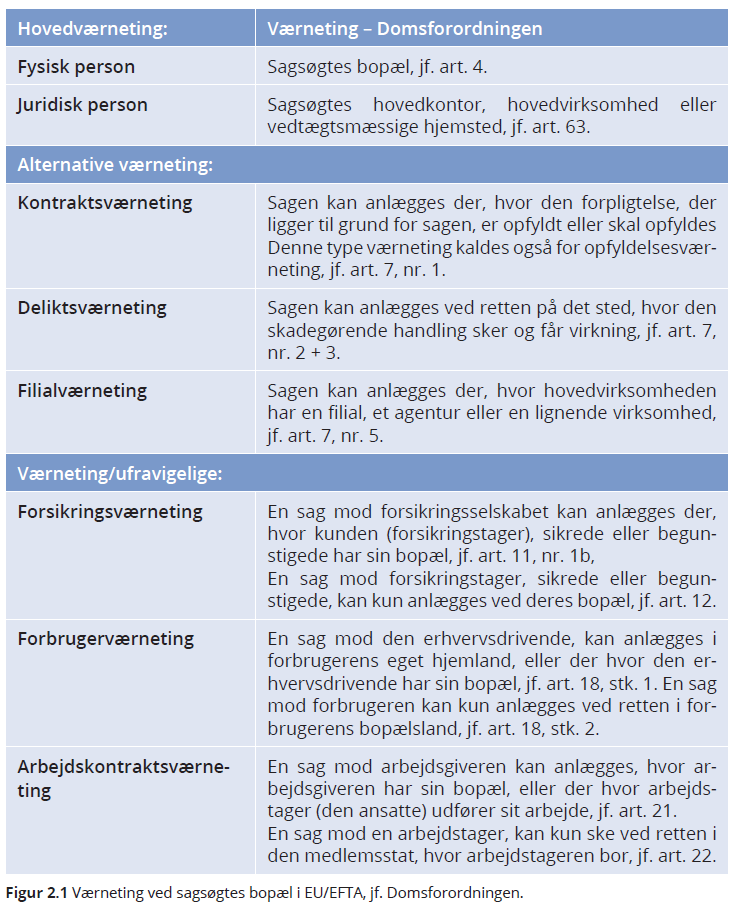 Hovedværneting: Værneting – Domsforordningen
Fysisk person Sagsøgtes bopæl, jf. art. 4.
Juridisk person Sagsøgtes hovedkontor, hovedvirksomhed eller
vedtægtsmæssige hjemsted, jf. art. 63.
Alternative værneting:
Kontraktsværneting Sagen kan anlægges der, hvor den forpligtelse, der
ligger til grund for sagen, er opfyldt eller skal opfyldes
Denne type værneting kaldes også for opfyldelsesvær-
neting, jf. art. 7, nr. 1.
Deliktsværneting Sagen kan anlægges ved retten på det sted, hvor den
skadegørende handling sker og får virkning, jf. art. 7,
nr. 2 + 3.
Filialværneting Sagen kan anlægges der, hvor hovedvirksomheden
har en filial, et agentur eller en lignende virksomhed,
jf. art. 7, nr. 5.
Værneting/ufravigelige:
Forsikringsværneting En sag mod forsikringsselskabet kan anlægges der,
hvor kunden (forsikringstager), sikrede eller begun-
stigede har sin bopæl, jf. art. 11, nr. 1b,
En sag mod forsikringstager, sikrede eller begun-
stigede, kan kun anlægges ved deres bopæl, jf. art. 12.
Forbrugerværneting En sag mod den erhvervsdrivende, kan anlægges i
forbrugerens eget hjemland, eller der hvor den er-
hvervsdrivende har sin bopæl, jf. art. 18, stk. 1. En sag
mod forbrugeren kan kun anlægges ved retten i for-
brugerens bopælsland, jf. art. 18, stk. 2.
Arbejdskontraktsværne- En sag mod arbejdsgiveren kan anlægges, hvor ar-
ting bejdsgiveren har sin bopæl, eller der hvor arbejds-
tager (den ansatte) udfører sit arbejde, jf. art. 21.
En sag mod en arbejdstager, kan kun ske ved retten i
den medlemsstat, hvor arbejdstageren bor, jf. art. 22.
Figur 2.1 Værneting ved sagsøgtes bopæl i EU/EFTA, jf. Domsforordningen.